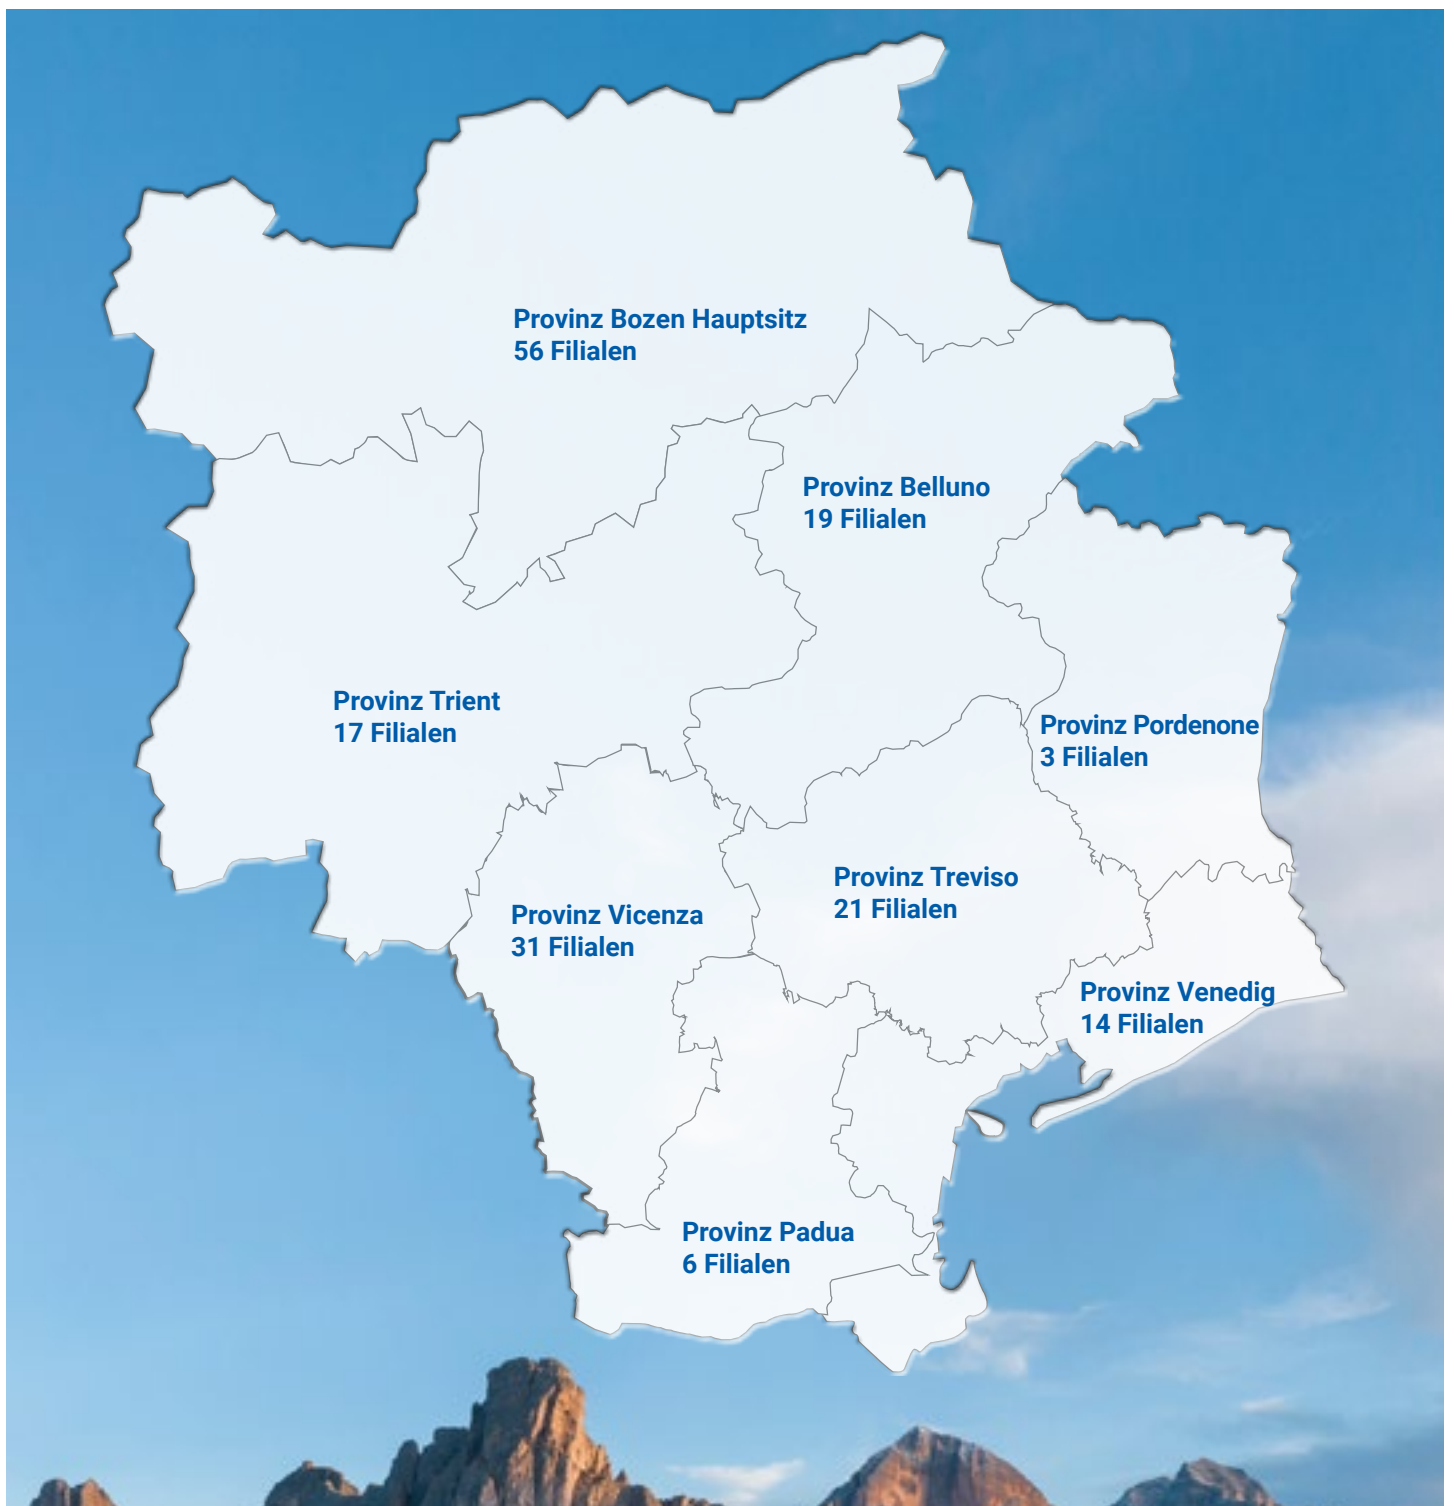 Provinz Bozen Hauptsitz
56 Filialen
Provinz Belluno
19 Filialen
Provinz Trient
17 Filialen
Provinz Pordenone
3 Filialen
Provinz Treviso
21 Filialen
Provinz Vicenza
31 Filialen
Provinz Venedig
14 Filialen
Provinz Padua
6 Filialen